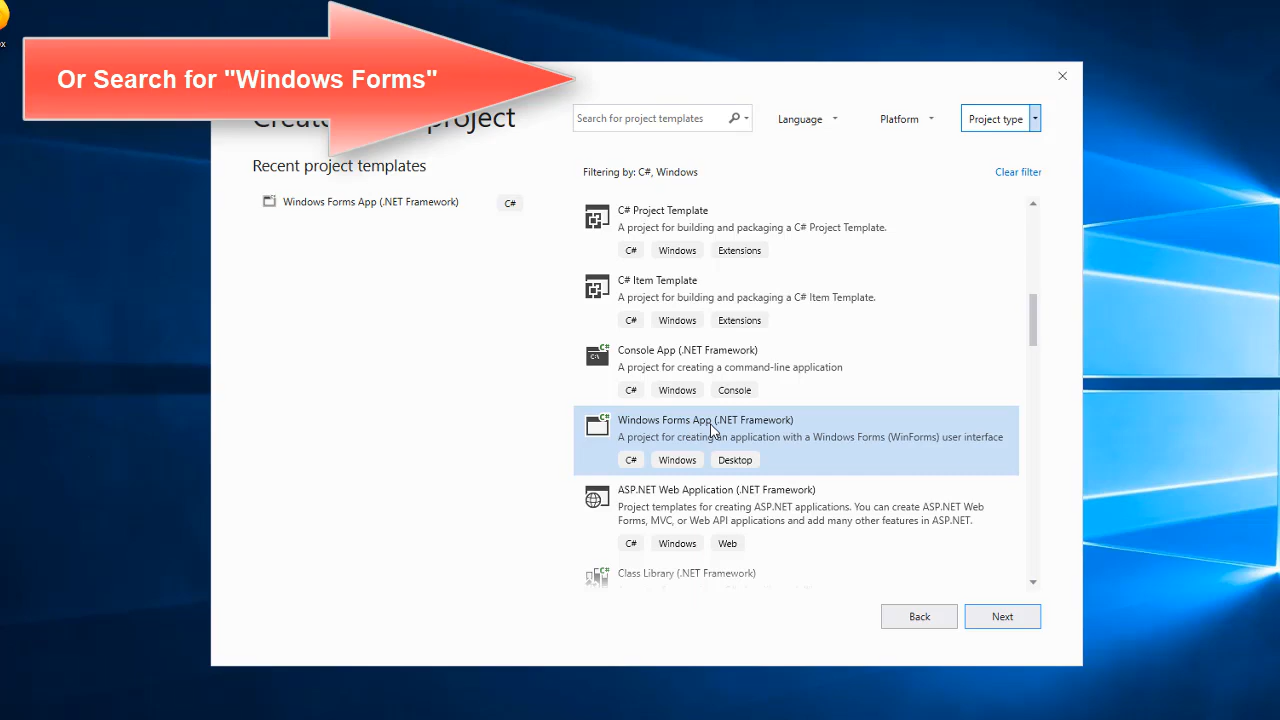 Or Search for "Windows Forms"
Create project
Search for project templates
Language
Platform
Project type
Recent project templates
Filtering by: C#, Windows
Clear filter
Windows Forms App (.NET Framework)
C#
C# Project Template
A project for building and packaging a C# Project Template.
C# Windows Extensions
C# Item Template
A project for building and packaging a C# Item Template.
C# Windows Extensions
Console App (.NET Framework)
A project for creating a command-line application
C# Windows Console
Windows Forms App (.NET Framework)
A project for creating an application with a Windows Forms (WinForms) user interface
C# Windows Desktop
ASP.NET Web Application (.NET Framework)
Project templates for creating ASP.NET applications. You can create ASP.NET Web
Forms, MVC, or Web API applications and add many other features in ASP.NET.
C# Windows Web
Class Library (.NET Framework)
Back
Next